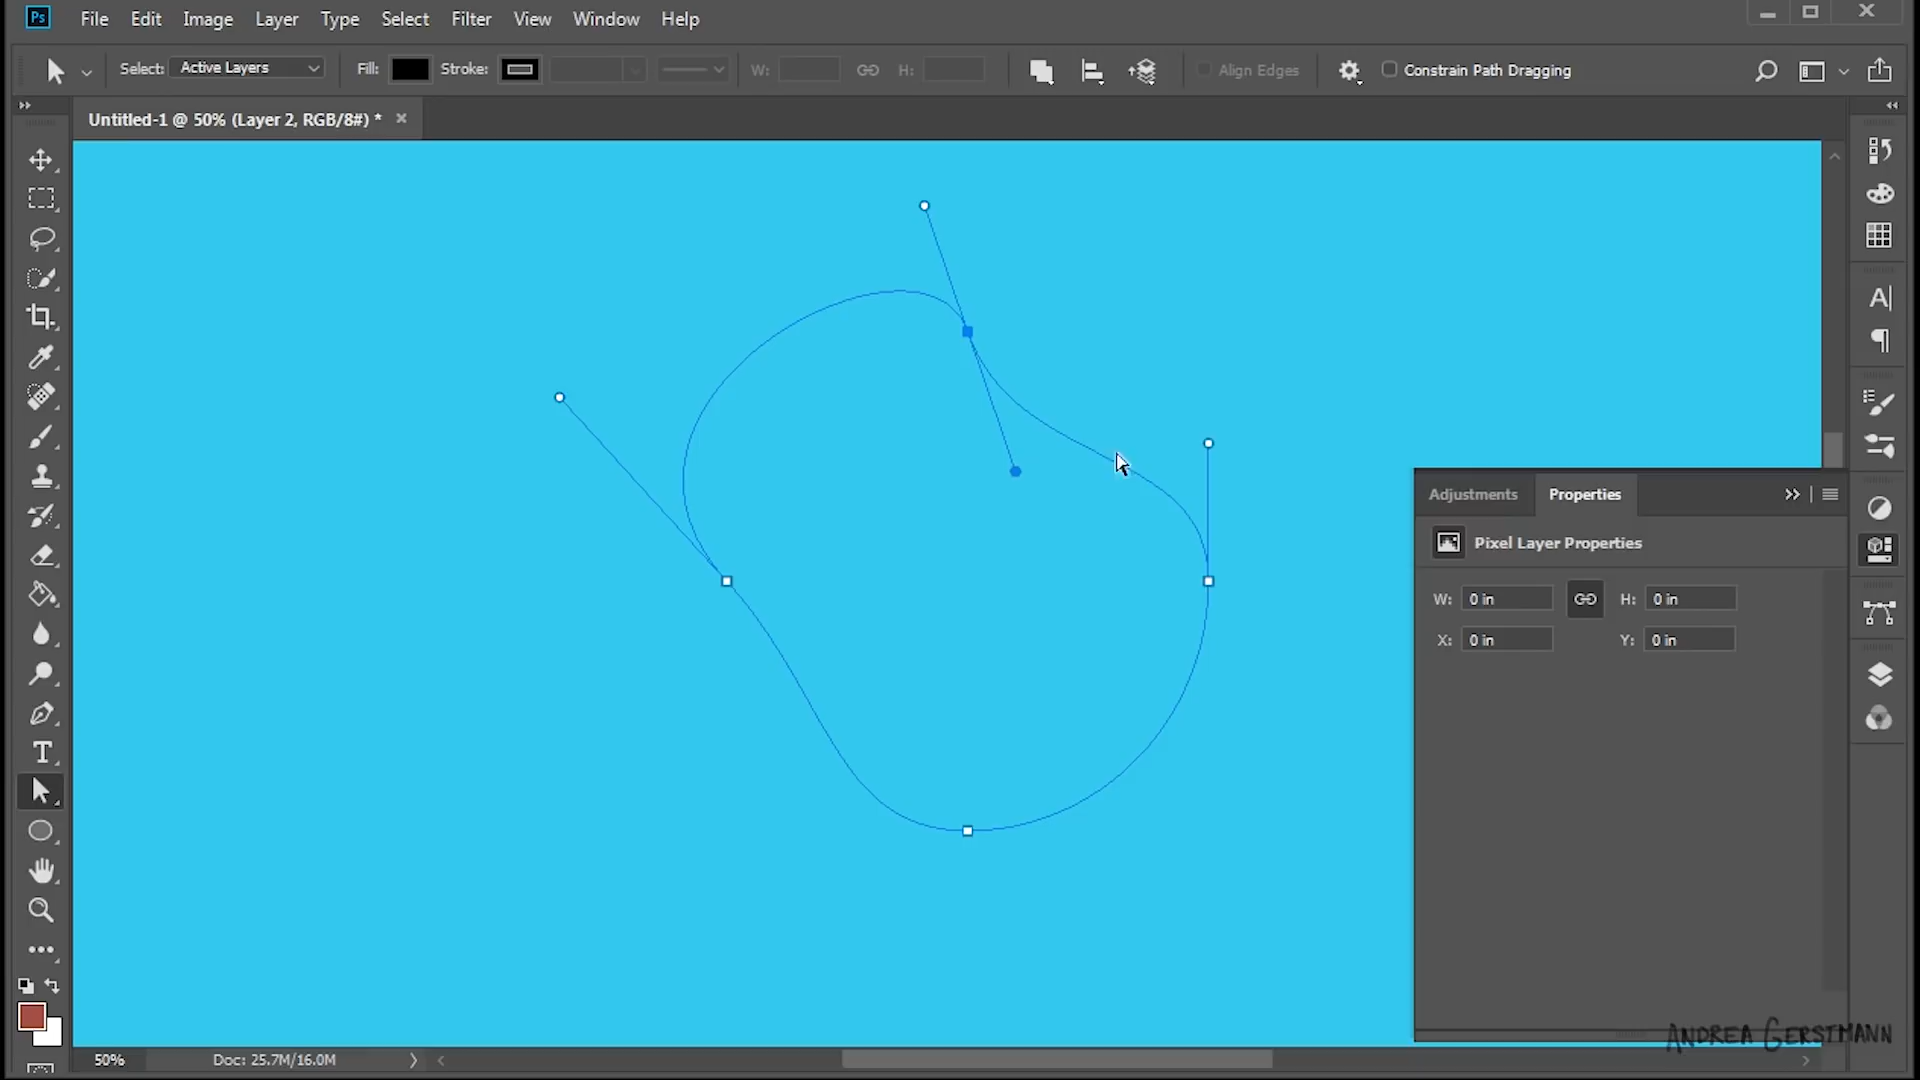 Ps File Edit Image Layer Type Select Filter View Window Help
Select: Active Layers Fill: Stroke: W: H: Align Edges Constrain Path Dragging
Untitled-1 @ 50% (Layer 2, RGB/8#) *
Adjustments Properties
Pixel Layer Properties
W: 0 in H: 0 in
X: 0 in Y: 0 in
50% Doc: 25.7M/16.0M
ANDREA GERSTMANN